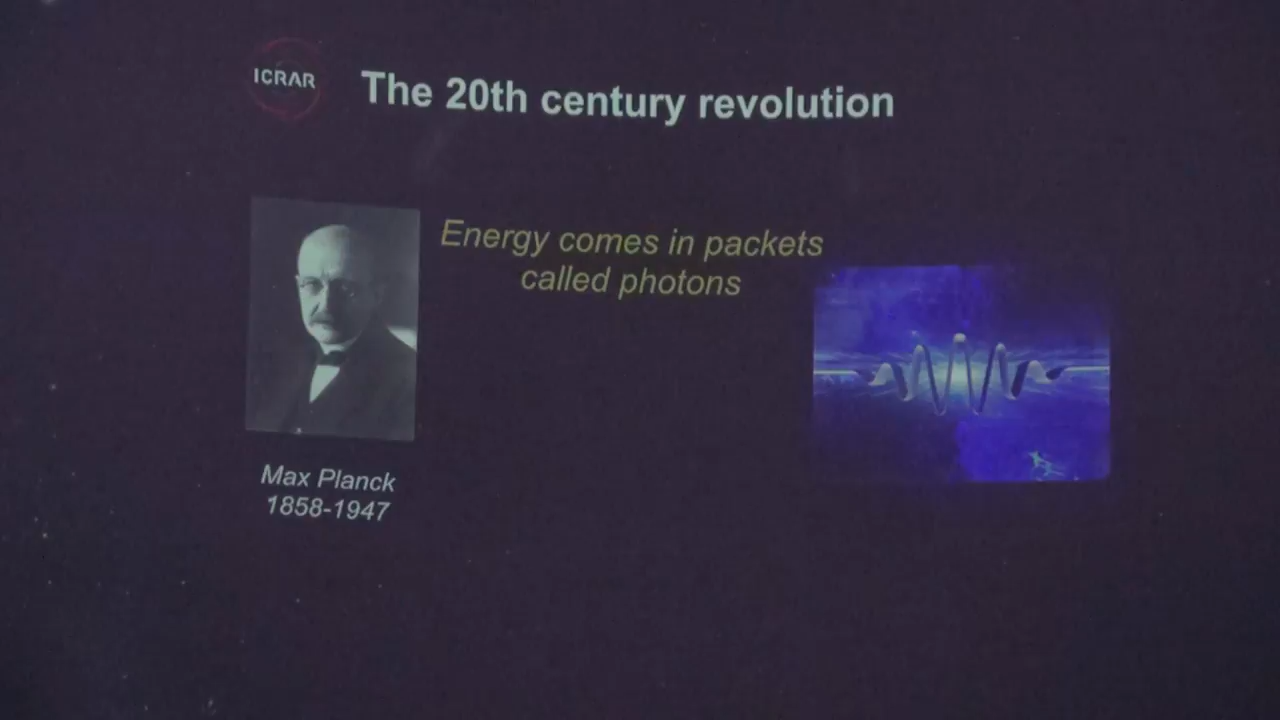 ICRAR
The 20th century revolution
Energy comes in packets
called photons
Max Planck
1858-1947